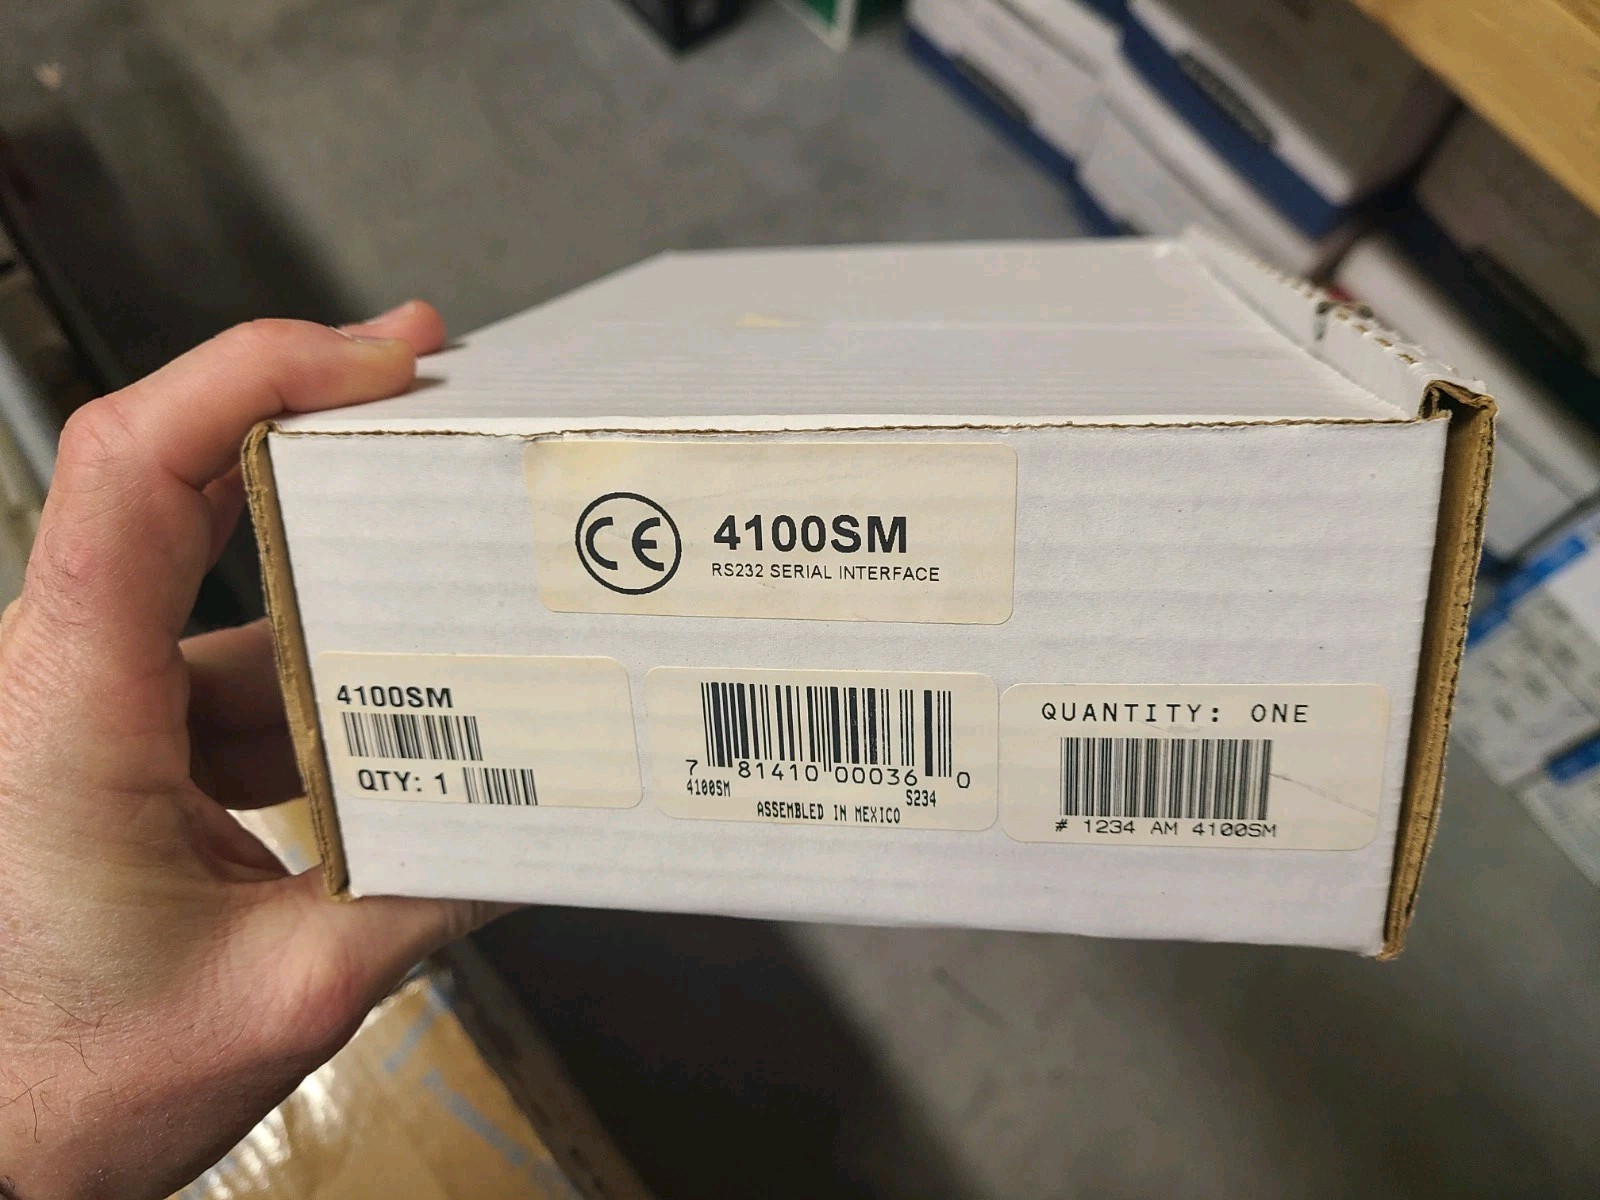 CE 4100SM
RS232 SERIAL INTERFACE
4100SM
QTY: 1
7 81410 00036 0
4100SM S234
ASSEMBLED IN MEXICO
QUANTITY: ONE
# 1234 AM 4100SM